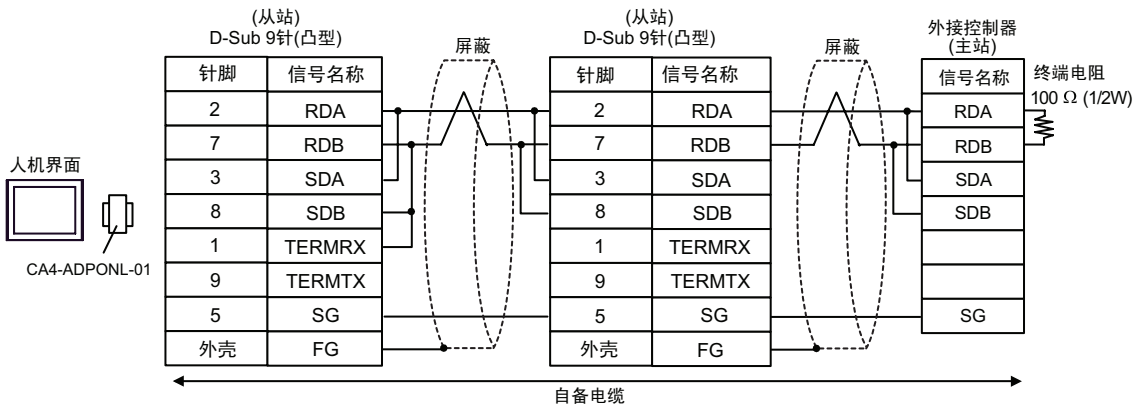 (从站)
D-Sub 9针(凸型)
针脚 信号名称
2 RDA
7 RDB
3 SDA
8 SDB
1 TERMRX
9 TERMTX
5 SG
外壳 FG
屏蔽
(从站)
D-Sub 9针(凸型)
针脚 信号名称
2 RDA
7 RDB
3 SDA
8 SDB
1 TERMRX
9 TERMTX
5 SG
外壳 FG
屏蔽
外接控制器
(主站)
信号名称
RDA
RDB
SDA
SDB
SG
终端电阻
100 Ω (1/2W)
人机界面
CA4-ADPONL-01
自备电缆